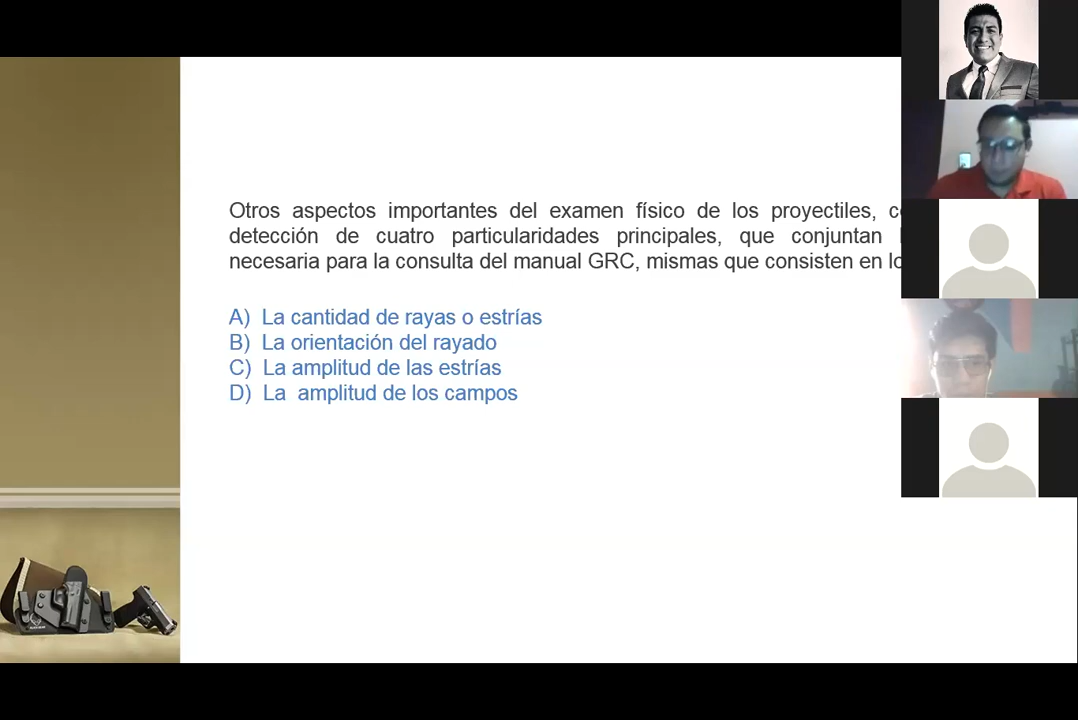 Otros aspectos importantes del examen físico de los proyectiles,
detección de cuatro particularidades principales, que conjuntan
necesaria para la consulta del manual GRC, mismas que consisten en
A) La cantidad de rayas o estrías
B) La orientación del rayado
C) La amplitud de las estrías
D) La amplitud de los campos